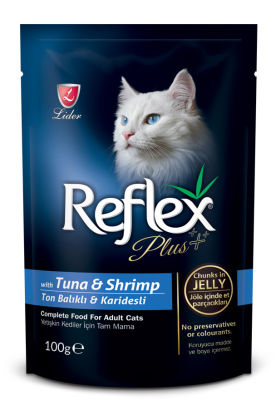 L
Lider
Reflex
Plus++
with Tuna & Shrimp
Ton Balıklı & Karidesli
Complete Food For Adult Cats
Yetişkin Kediler İçin Tam Mama
100g e
Chunks in
JELLY
Jöle içinde et
parçacıkları
No preservatives
or colourants.
Koruyucu madde
ve boya içermez.